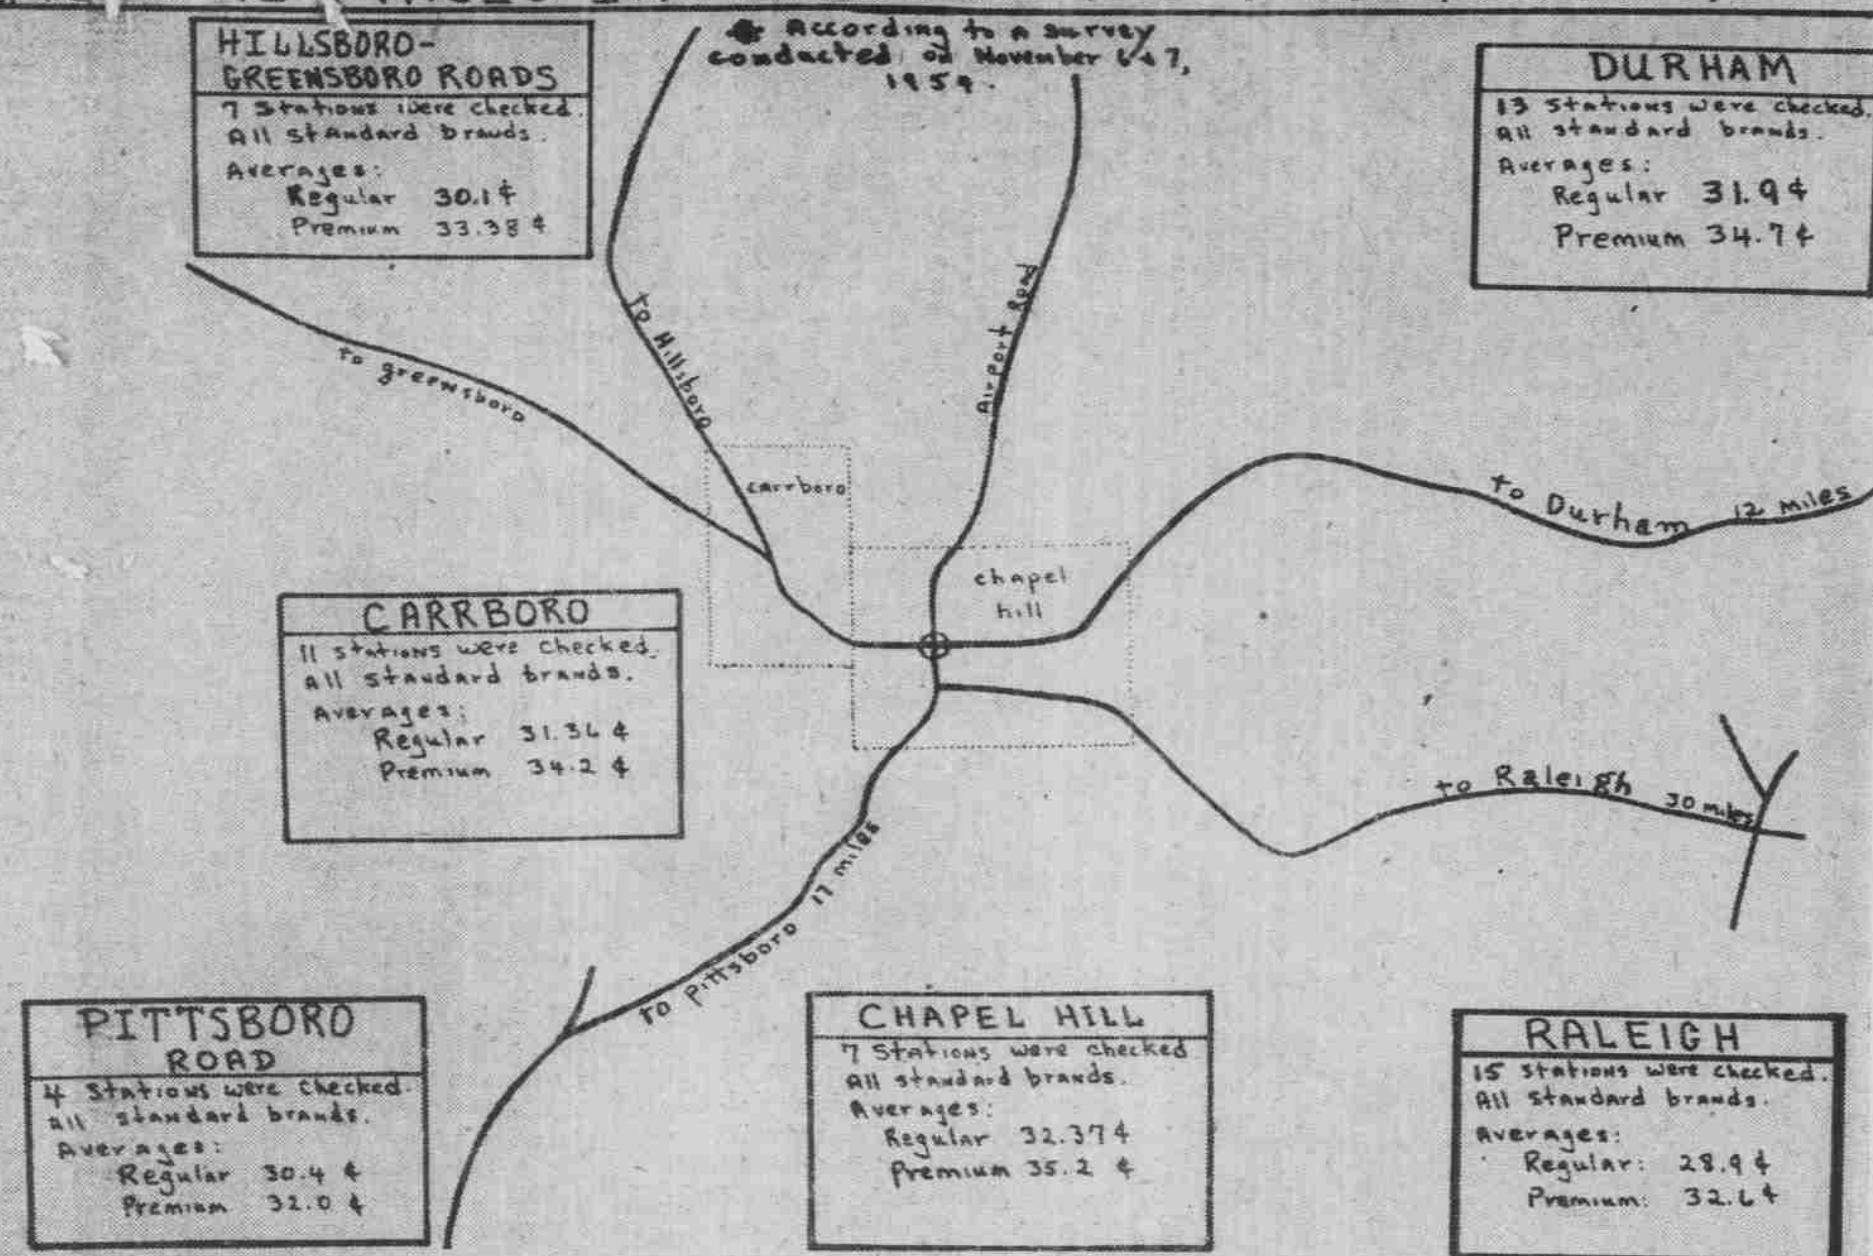 According to a survey
conducted on November 6 & 7,
1959.
HILLSBORO-
GREENSBORO ROADS
7 Stations were checked.
All standard brands.
Averages:
Regular 30.1¢
Premium 33.38¢
DURHAM
13 Stations were checked.
All standard brands.
Averages:
Regular 31.9¢
Premium 34.7¢
to greensboro
to Hillsboro
Airport Road
carrboro
chapel
hill
to Durham 12 Miles
CARRBORO
11 stations were checked.
All standard brands.
Averages:
Regular 31.36¢
Premium 34.2¢
to Raleigh 30 miles
to Pittsboro 17 miles
PITTSBORO
ROAD
4 Stations were checked.
All standard brands.
Averages:
Regular 30.4¢
Premium 32.0¢
CHAPEL HILL
7 Stations were checked
All standard brands.
Averages:
Regular 32.37¢
Premium 35.2¢
RALEIGH
15 stations were checked.
All standard brands.
Averages:
Regular: 28.9¢
Premium: 32.6¢